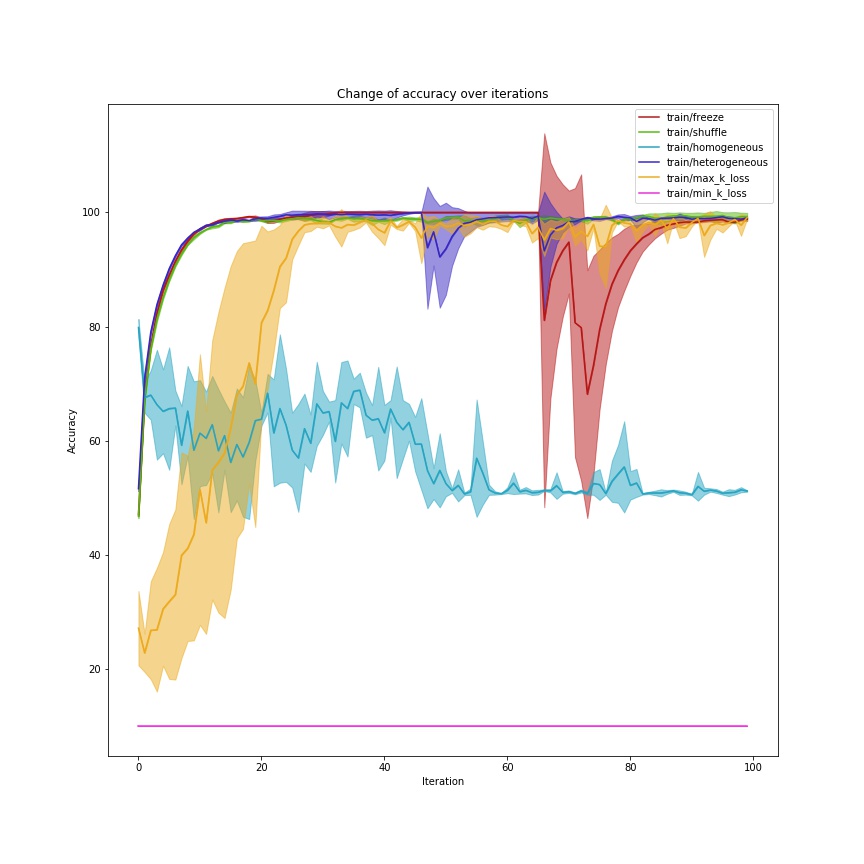 Change of accuracy over iterations
train/freeze
train/shuffle
train/homogeneous
train/heterogeneous
train/max_k_loss
train/min_k_loss
100
80
60
40
20
Accuracy
0 20 40 60 80 100
Iteration